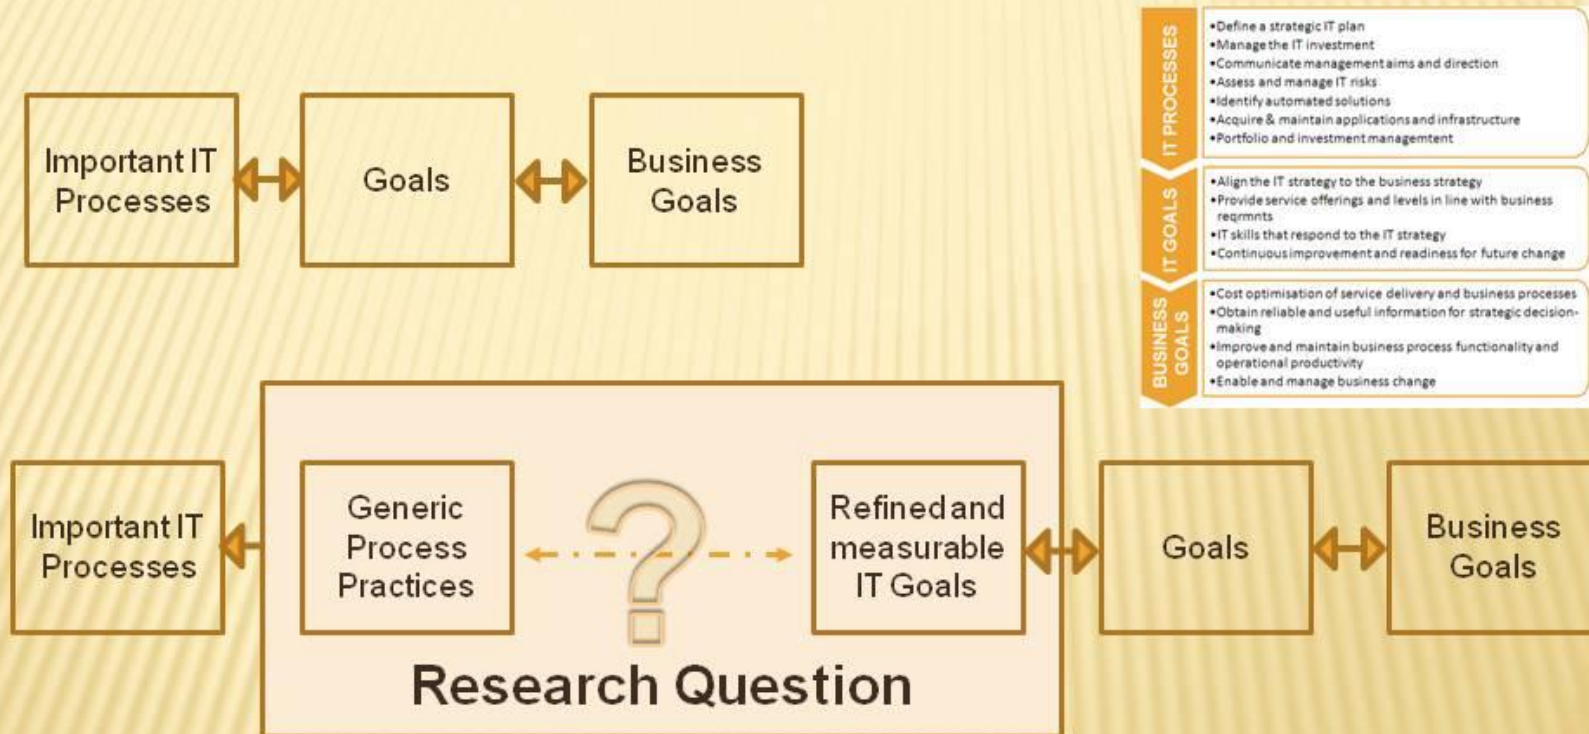 Important IT
Processes
Goals
Business
Goals
IT PROCESSES
•Define a strategic IT plan
•Manage the IT investment
•Communicate management aims and direction
•Assess and manage IT risks
•Identify automated solutions
•Acquire & maintain applications and infrastructure
•Portfolio and investment managemtent
IT GOALS
•Align the IT strategy to the business strategy
•Provide service offerings and levels in line with business
reqrmnts
•IT skills that respond to the IT strategy
•Continuous improvement and readiness for future change
BUSINESS
GOALS
•Cost optimisation of service delivery and business processes
•Obtain reliable and useful information for strategic decision-
making
•Improve and maintain business process functionality and
operational productivity
•Enable and manage business change
Important IT
Processes
Generic
Process
Practices
?
Refined and
measurable
IT Goals
Goals
Business
Goals
Research Question